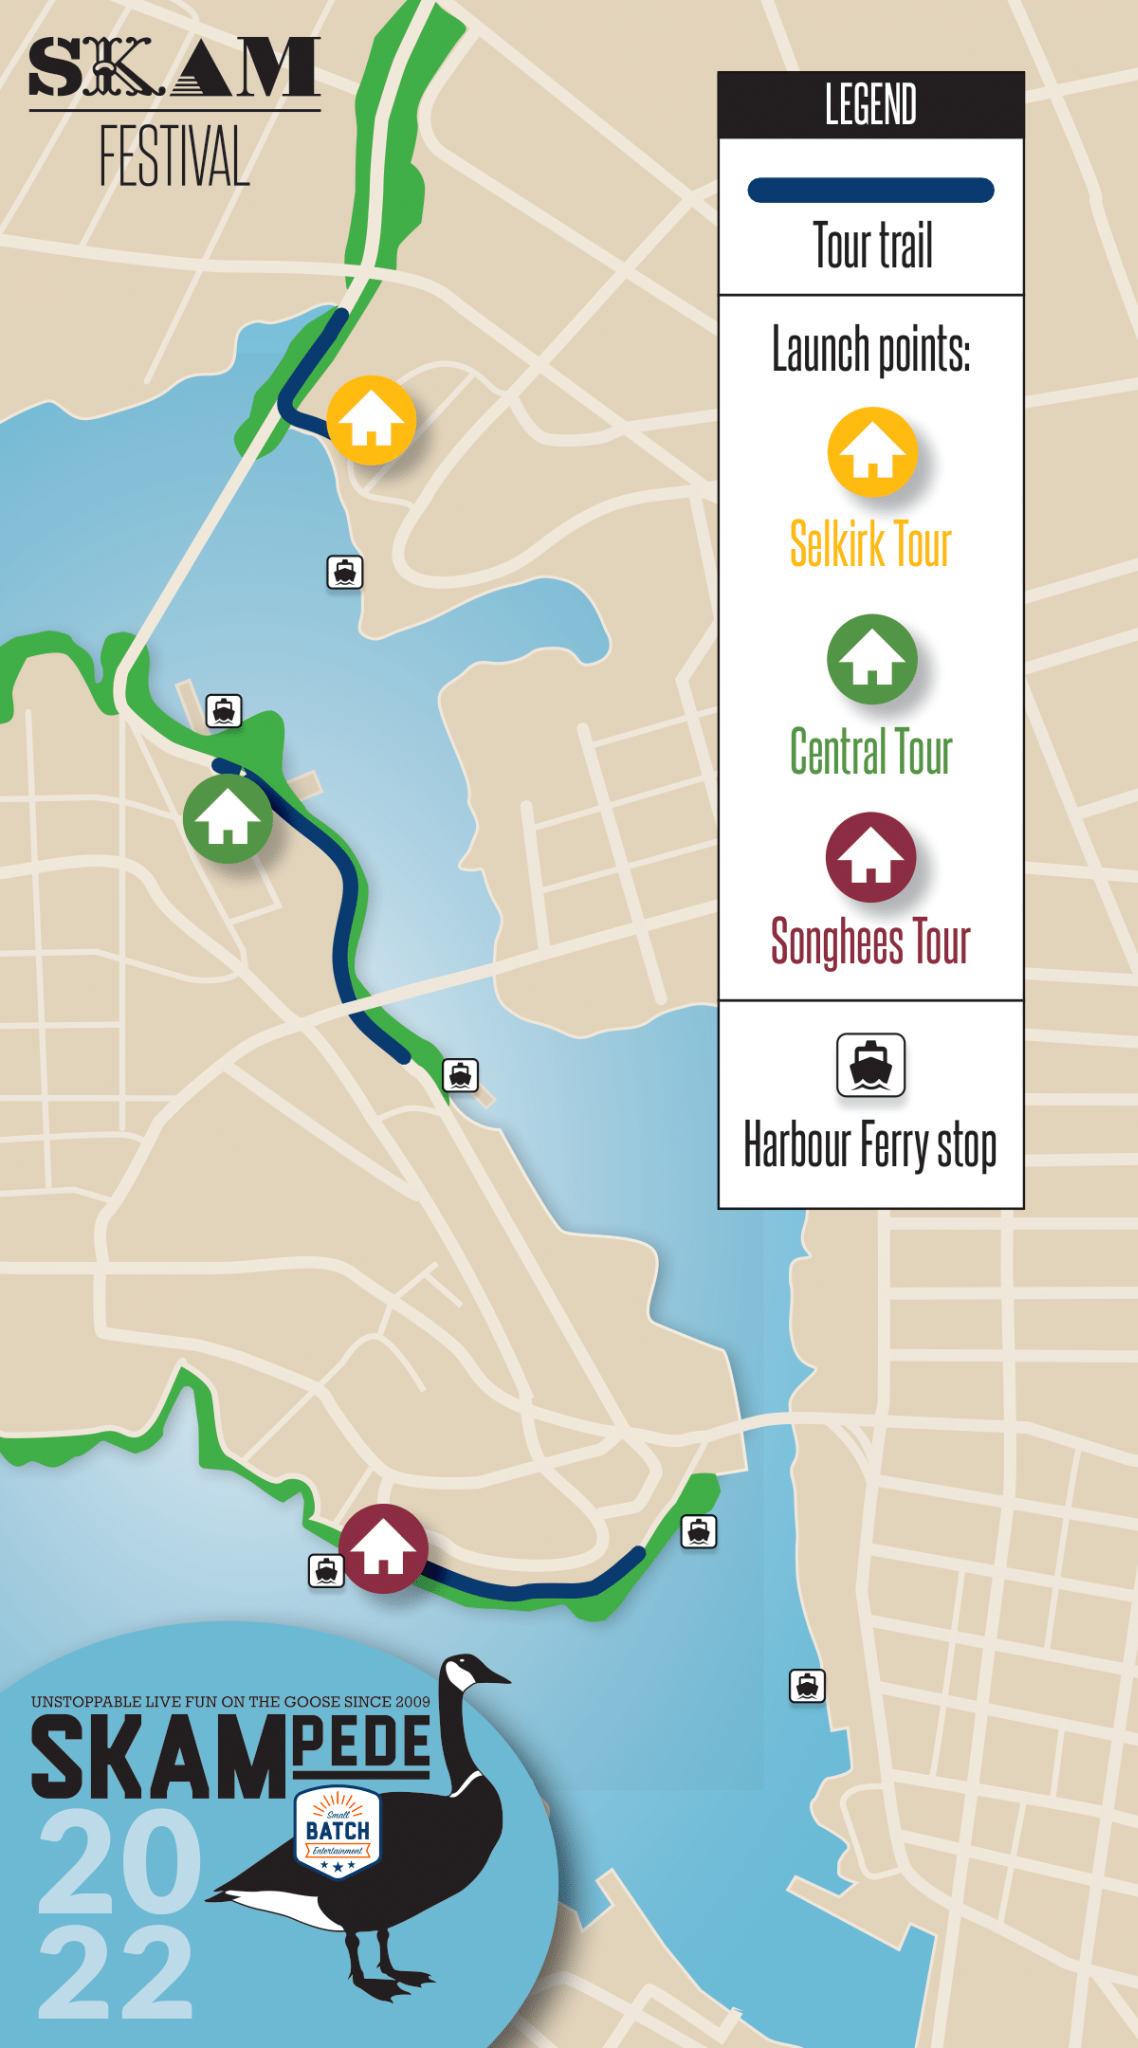 SKAM
FESTIVAL
LEGEND
Tour trail
Launch points:
Selkirk Tour
Central Tour
Songhees Tour
Harbour Ferry stop
UNSTOPPABLE LIVE FUN ON THE GOOSE SINCE 2009
SKAMPEDE
20
22
Small
BATCH
Entertainment